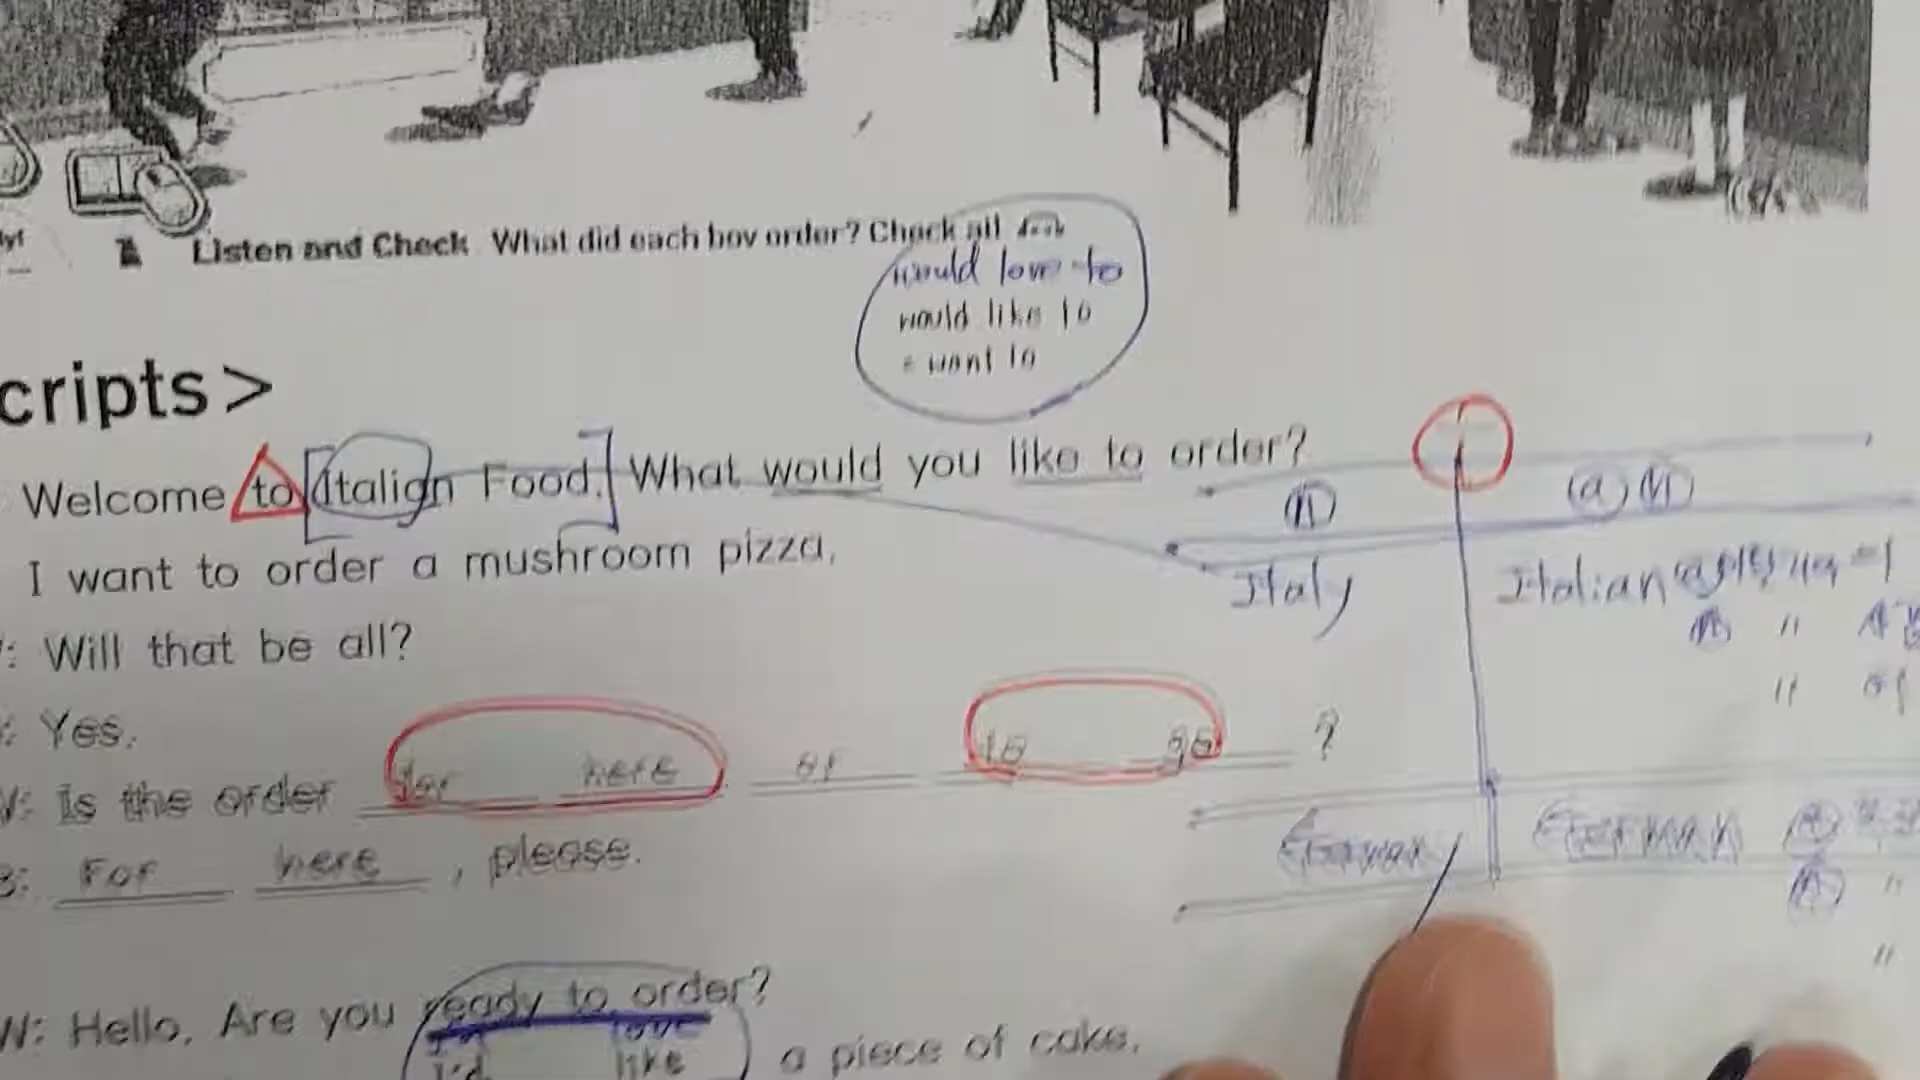 Listen and Check What did each boy order? Check all
would love to
would like to
= want to
cripts>
Welcome to Italian Food. What would you like to order?
I want to order a mushroom pizza.
: Will that be all?
: Yes.
: Is the order for here or to go ?
: For here , please.
W: Hello. Are you ready to order?
love
I'd like a piece of cake.
n a n
Italy Italian
n "
"
German a
n "
"